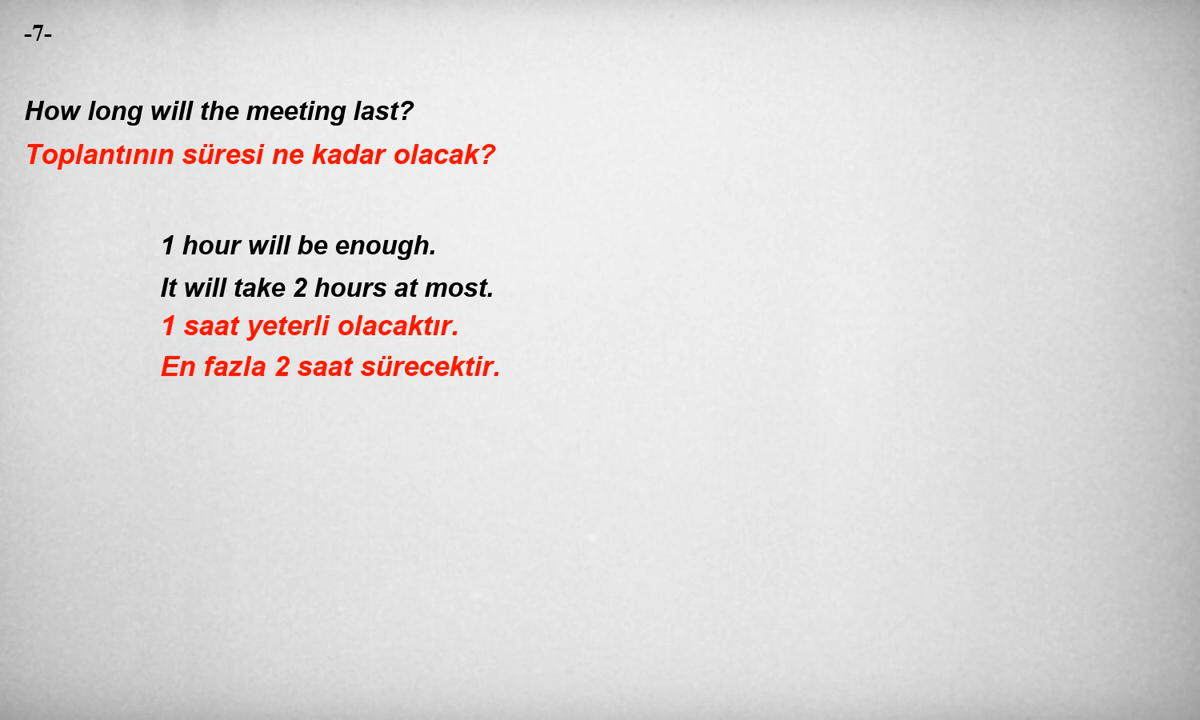 -7-
How long will the meeting last?
Toplantının süresi ne kadar olacak?
1 hour will be enough.
It will take 2 hours at most.
1 saat yeterli olacaktır.
En fazla 2 saat sürecektir.